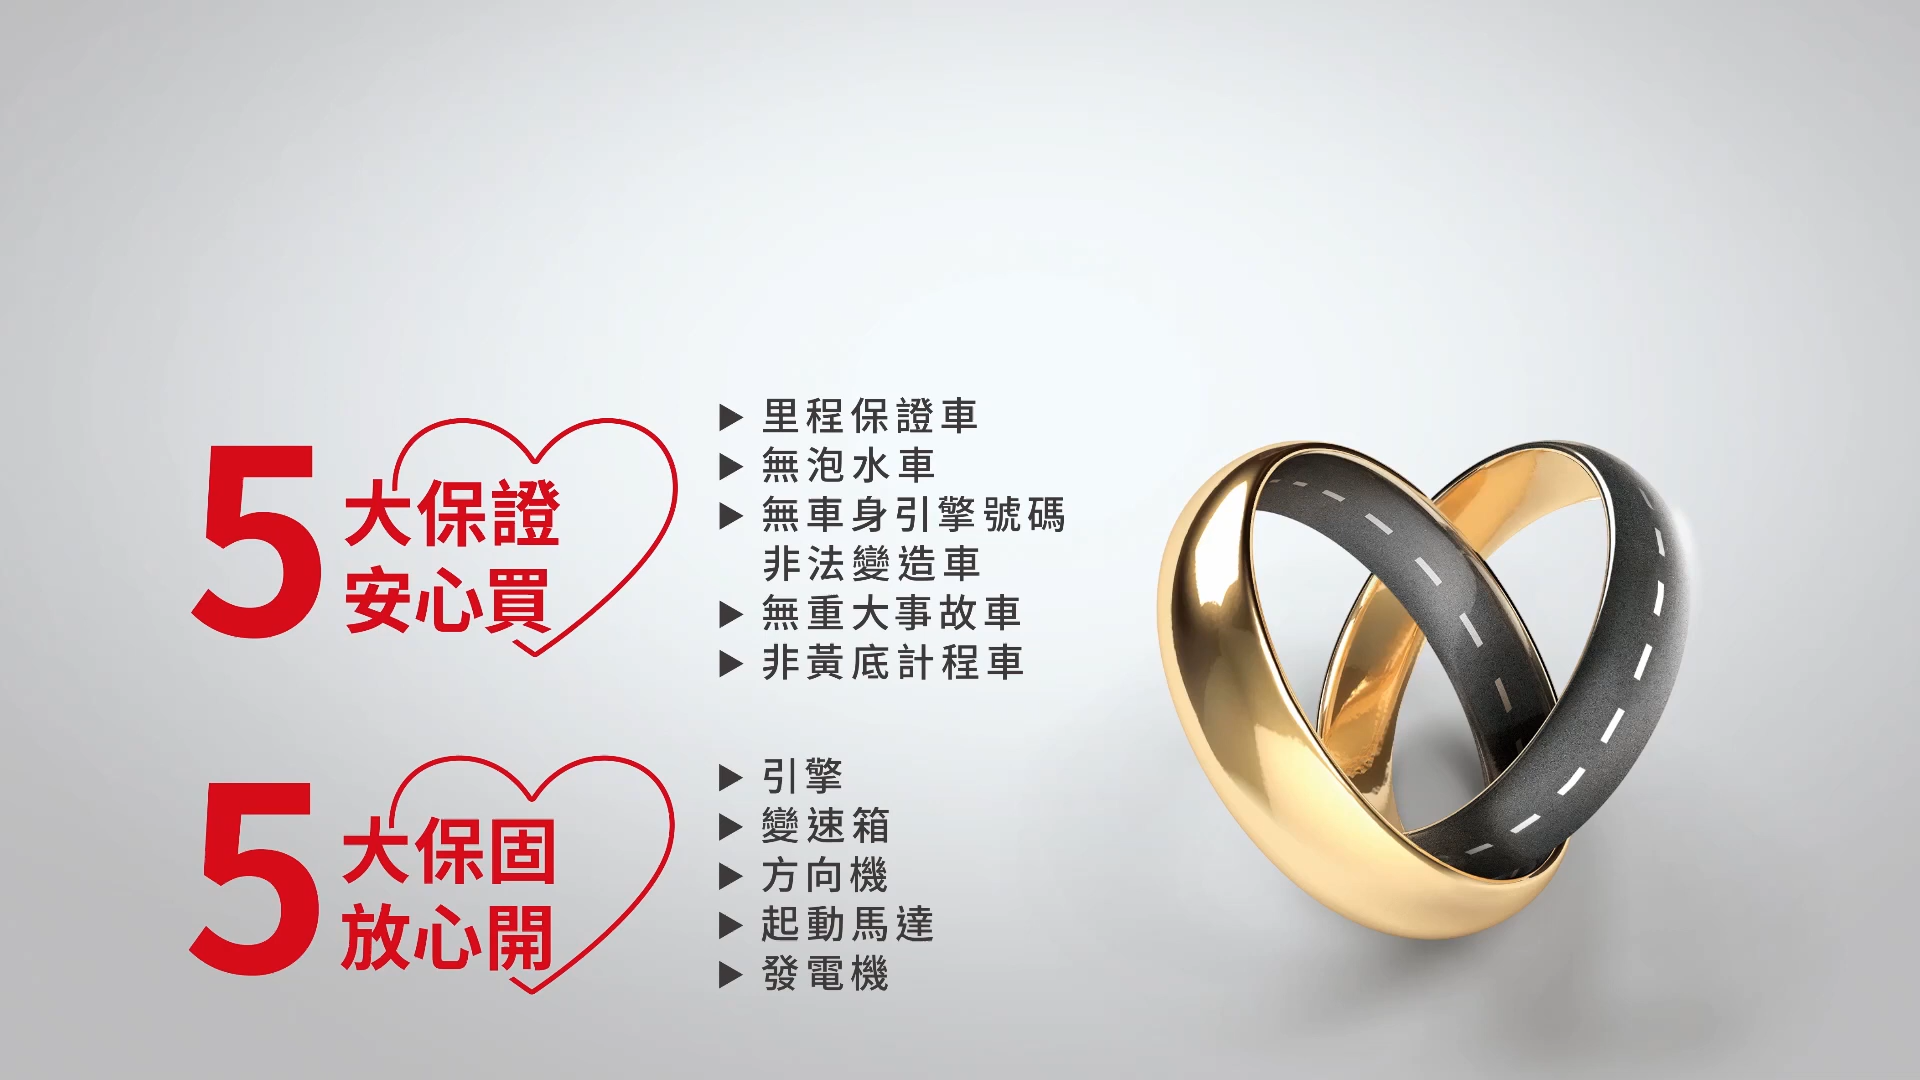 5大保證
安心買
▶ 里程保證車
▶ 無泡水車
▶ 無車身引擎號碼
非法變造車
▶ 無重大事故車
▶ 非黃底計程車
5大保固
放心開
▶ 引擎
▶ 變速箱
▶ 方向機
▶ 起動馬達
▶ 發電機